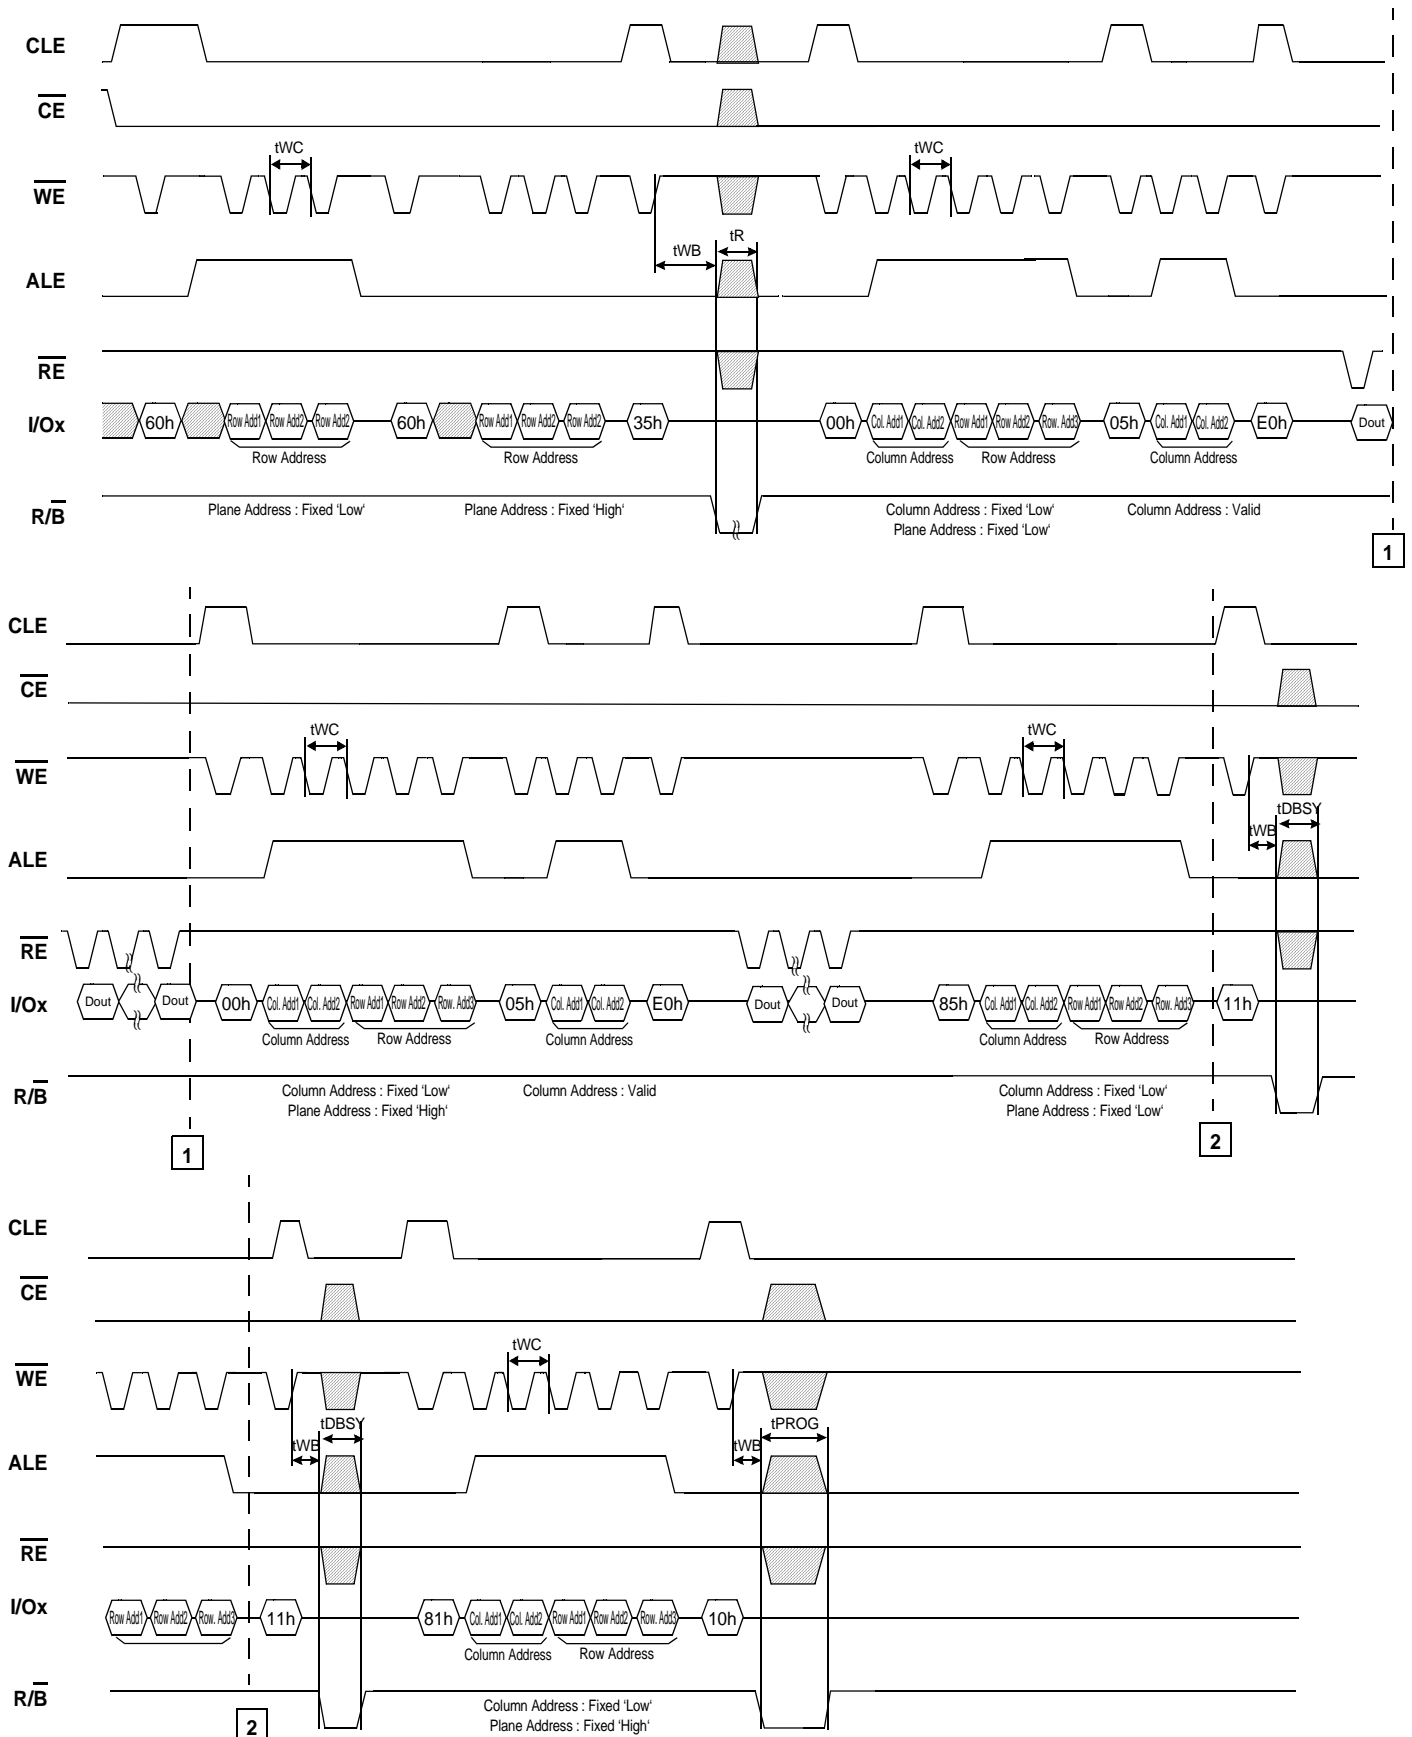 CLE
CE
tWC tWC
WE
tWB tR
ALE
RE
I/Ox 60h Row Add1 Row Add2 Row Add2 60h Row Add1 Row Add2 Row Add2 35h 00h Col. Add1 Col. Add2 Row Add1 Row Add2 Row. Add3 05h Col. Add1 Col. Add2 E0h Dout
Row Address Row Address Column Address Row Address Column Address
R/B Plane Address : Fixed ‘Low‘ Plane Address : Fixed ‘High‘ Column Address : Fixed ‘Low‘ Column Address : Valid
Plane Address : Fixed ‘Low‘
1
CLE
CE
tWC tWC
WE
tDBSY
tWB
ALE
RE
I/Ox Dout Dout 00h Col. Add1 Col. Add2 Row Add1 Row Add2 Row. Add3 05h Col. Add1 Col. Add2 E0h Dout Dout 85h Col. Add1 Col. Add2 Row Add1 Row Add2 Row. Add3 11h
Column Address Row Address Column Address Column Address Row Address
R/B Column Address : Fixed ‘Low‘ Column Address : Valid Column Address : Fixed ‘Low‘
Plane Address : Fixed ‘High‘ Plane Address : Fixed ‘Low‘
1 2
CLE
CE
tWC
WE
tDBSY tPROG
tWB tWB
ALE
RE
I/Ox Row Add1 Row Add2 Row. Add3 11h 81h Col. Add1 Col. Add2 Row Add1 Row Add2 Row. Add3 10h
Column Address Row Address
R/B Column Address : Fixed ‘Low‘
Plane Address : Fixed ‘High‘
2